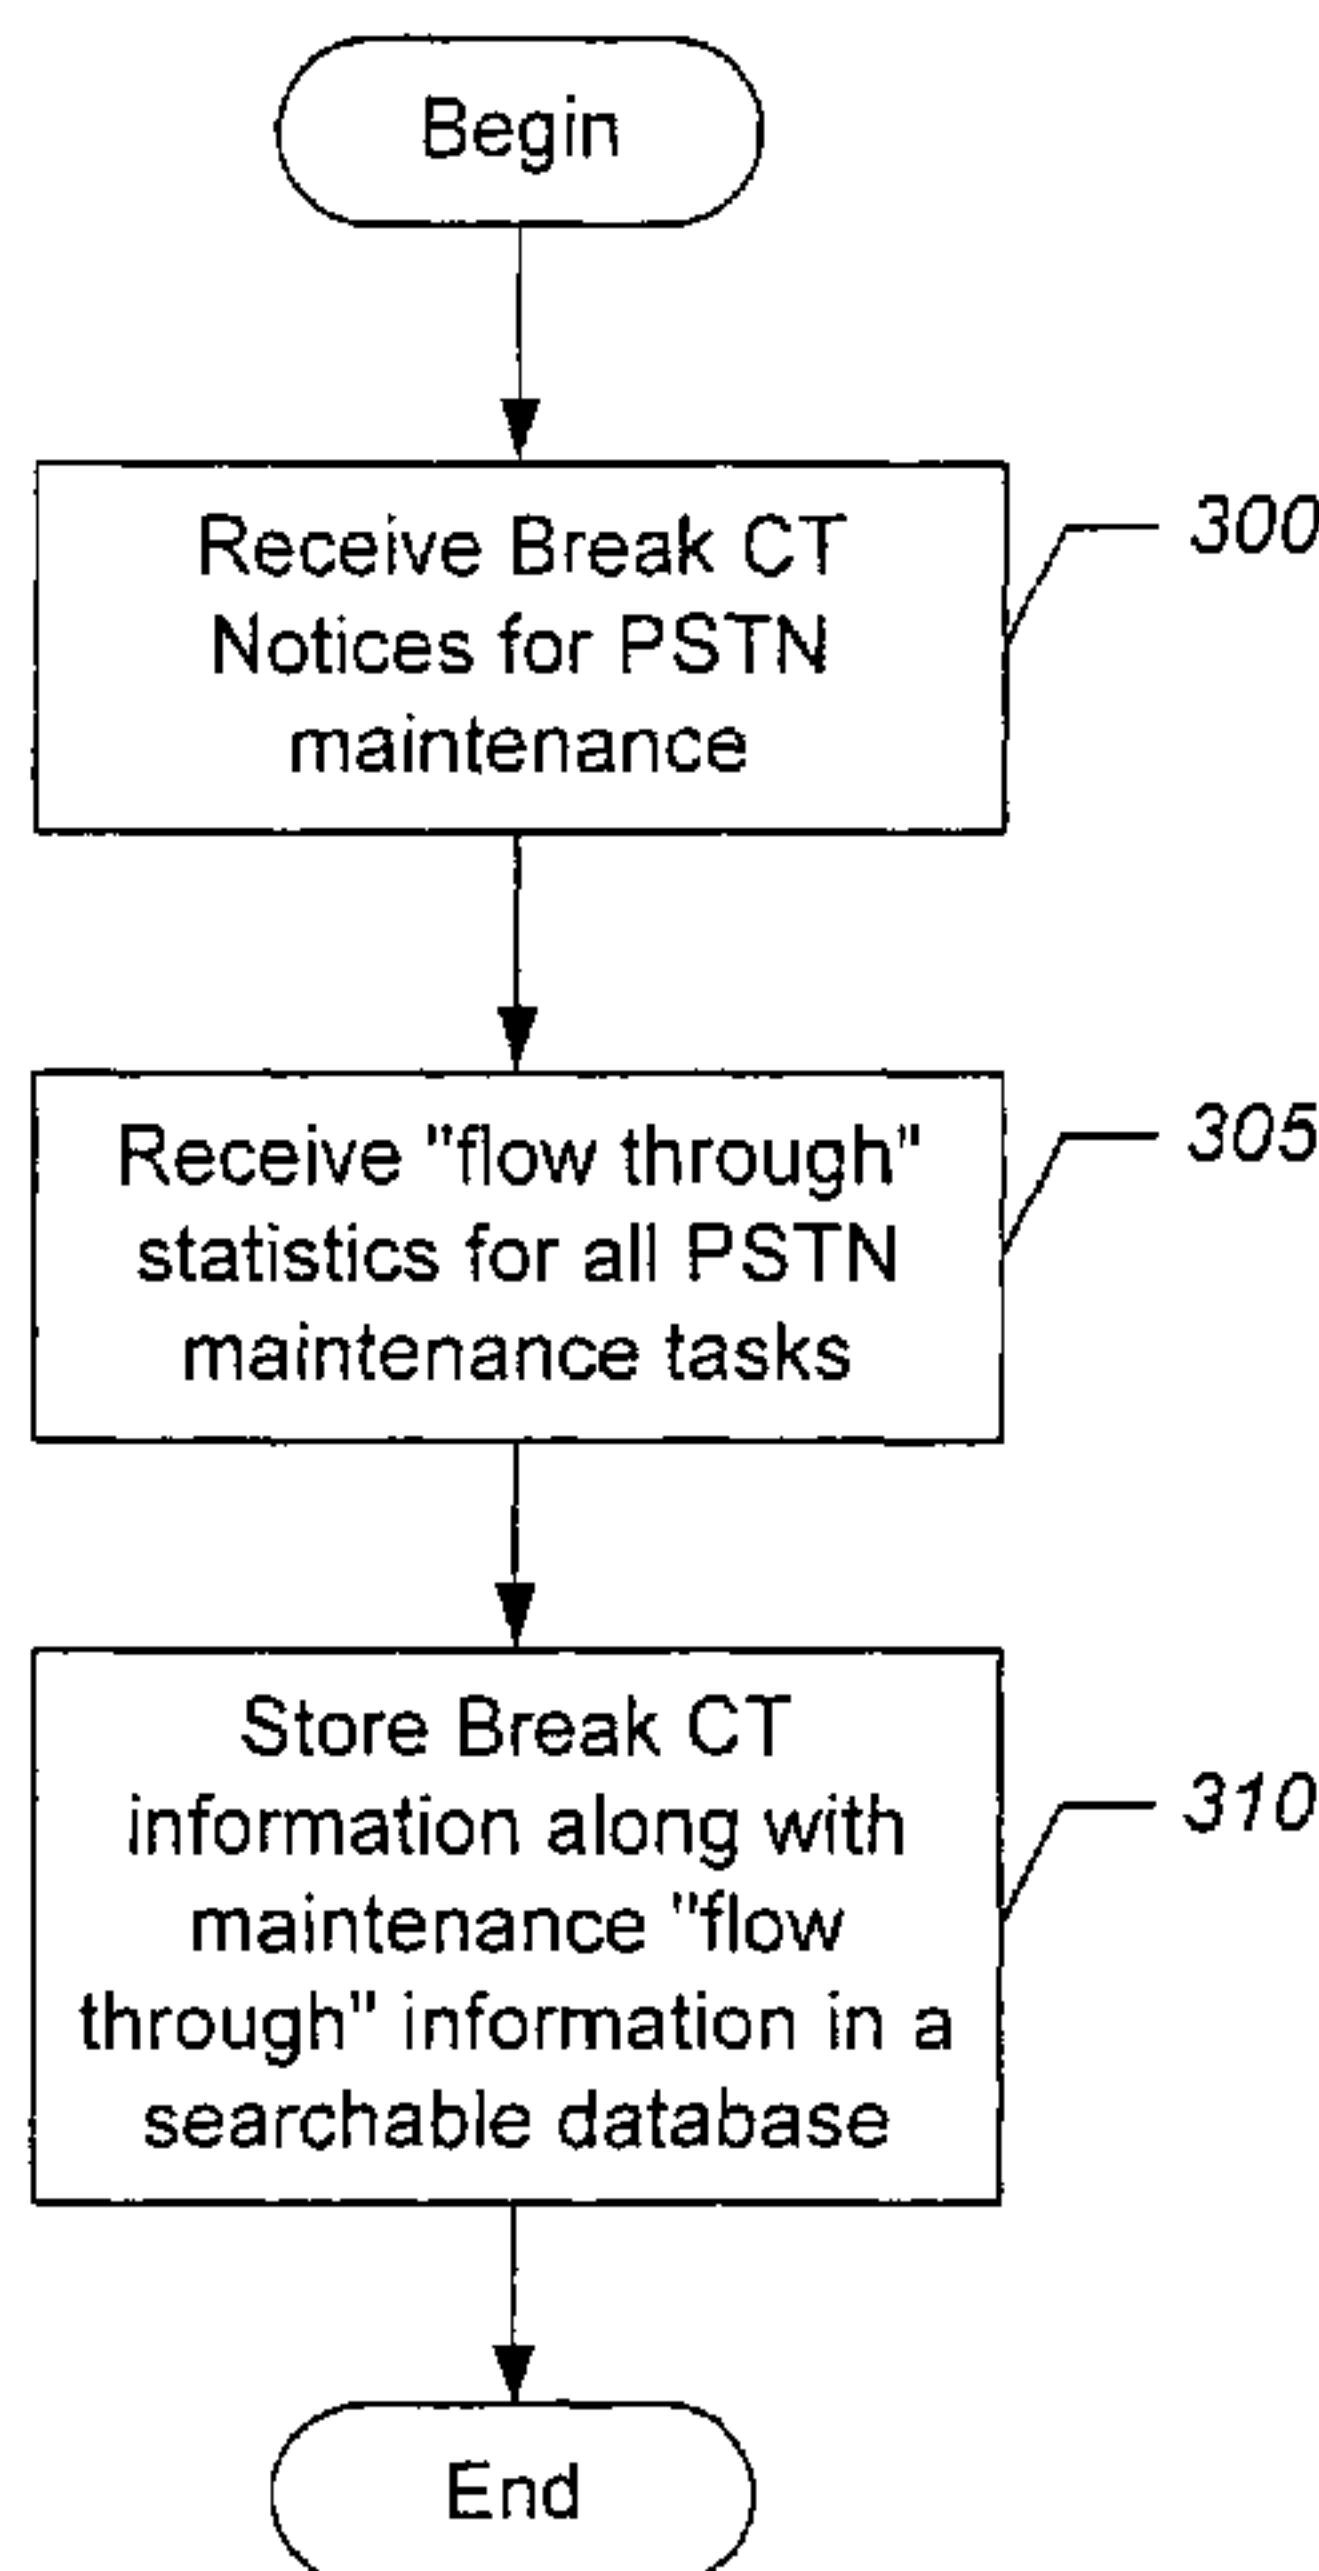 Begin
Receive Break CT
Notices for PSTN
maintenance
300
Receive "flow through"
statistics for all PSTN
maintenance tasks
305
Store Break CT
information along with
maintenance "flow
through" information in a
searchable database
310
End